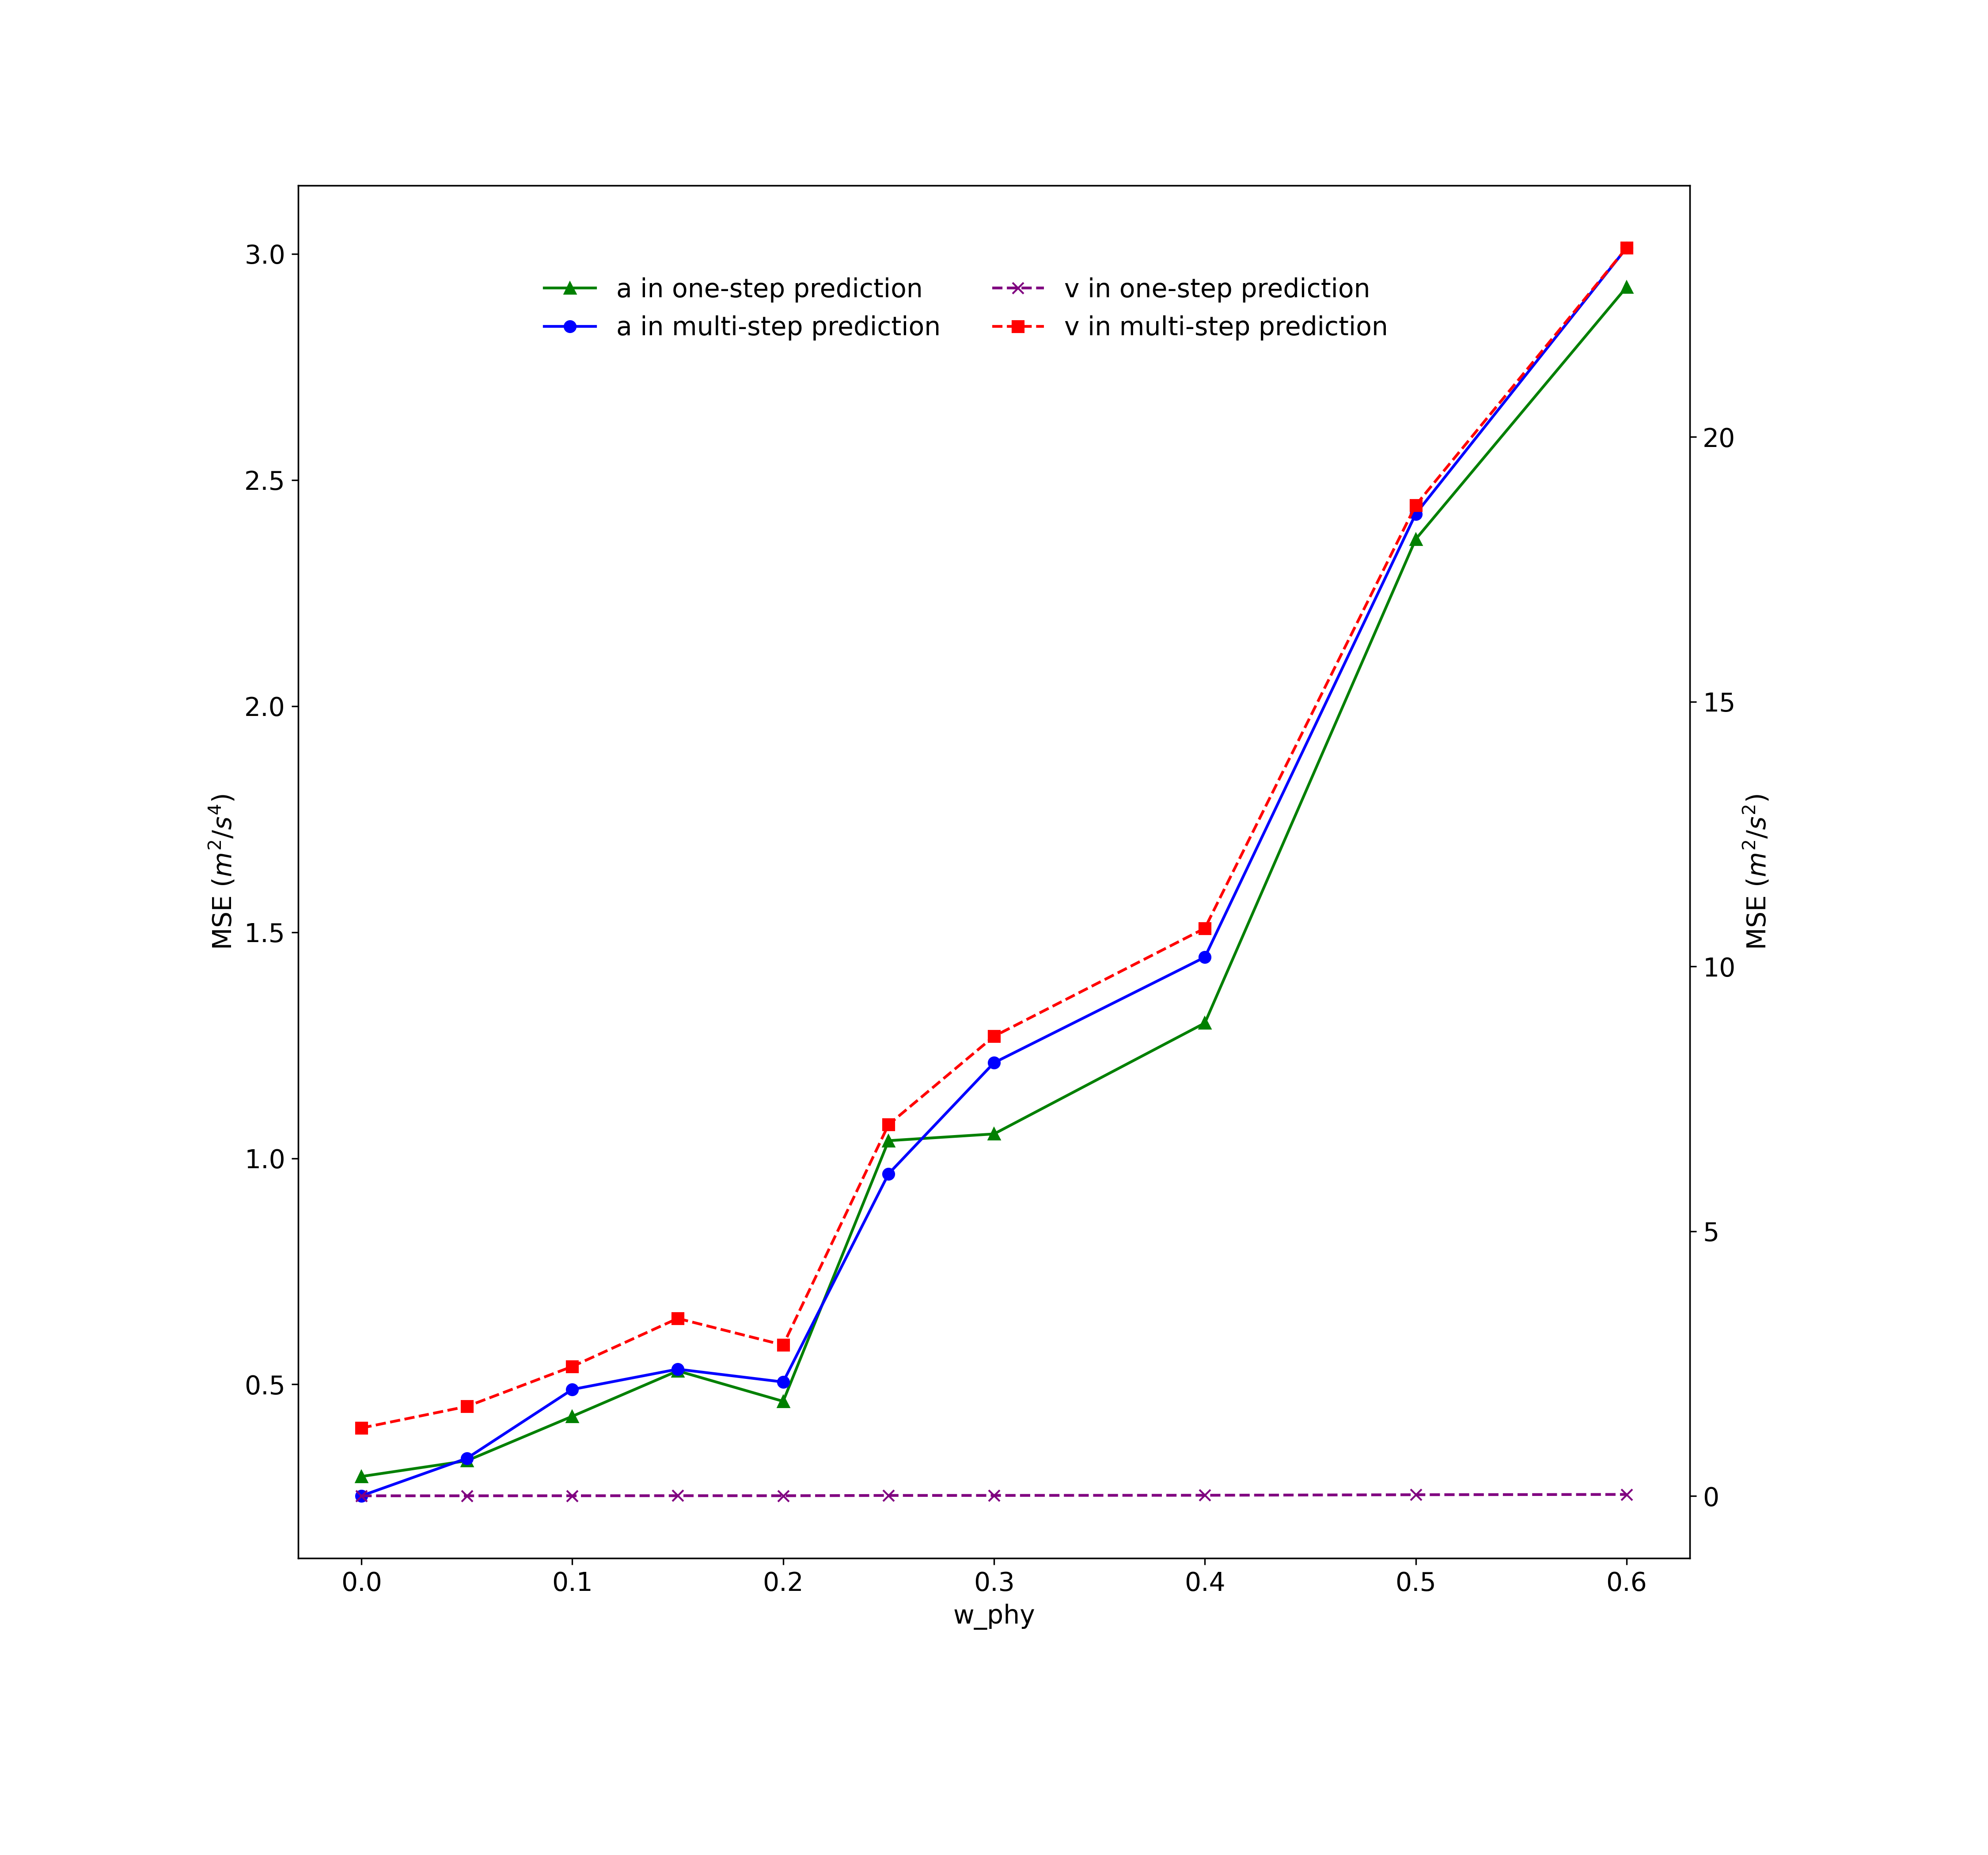 a in one-step prediction
a in multi-step prediction
v in one-step prediction
v in multi-step prediction
MSE (m²/s⁴)
3.0
2.5
2.0
1.5
1.0
0.5
20
15
10
5
0
MSE (m²/s²)
0.0 0.1 0.2 0.3 0.4 0.5 0.6
w_phy